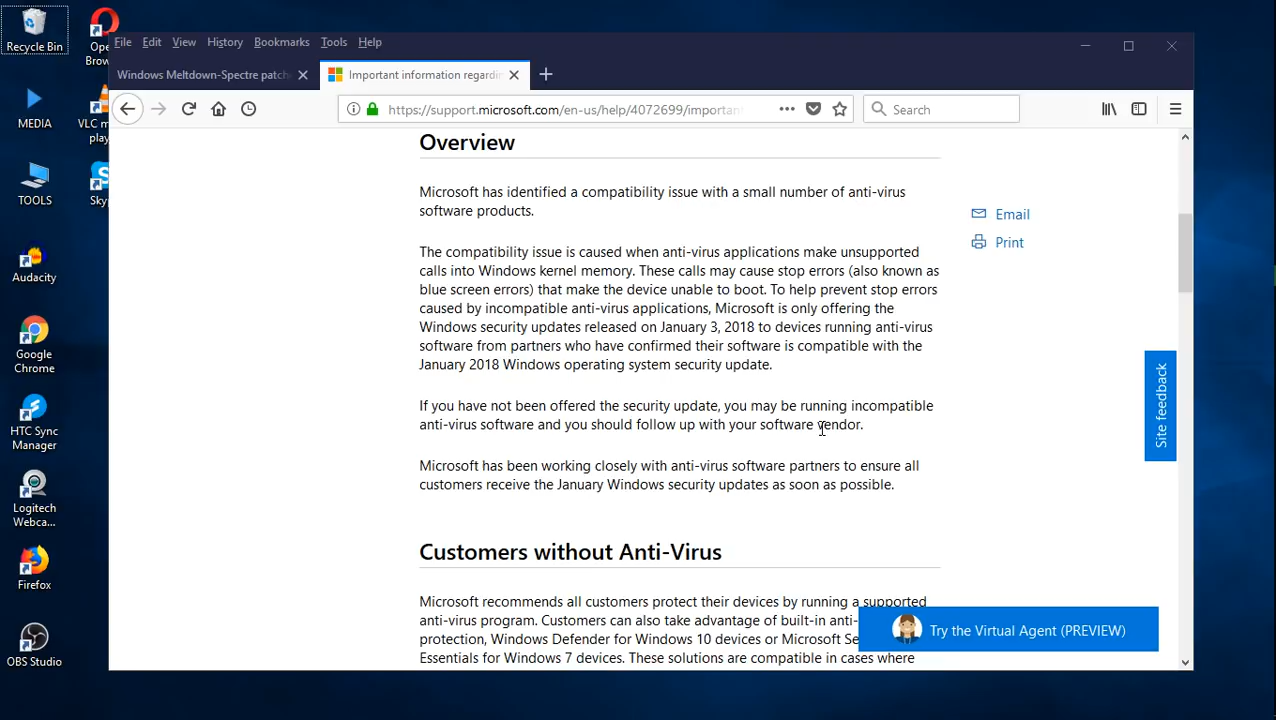 Recycle Bin
Ope
Brow
MEDIA
VLC m
play
TOOLS
Sky
Audacity
Google
Chrome
HTC Sync
Manager
Logitech
Webca...
Firefox
OBS Studio
File Edit View History Bookmarks Tools Help
Windows Meltdown-Spectre patch
Important information regardin
https://support.microsoft.com/en-us/help/4072699/importan
Search
Overview
Microsoft has identified a compatibility issue with a small number of anti-virus
software products.
The compatibility issue is caused when anti-virus applications make unsupported
calls into Windows kernel memory. These calls may cause stop errors (also known as
blue screen errors) that make the device unable to boot. To help prevent stop errors
caused by incompatible anti-virus applications, Microsoft is only offering the
Windows security updates released on January 3, 2018 to devices running anti-virus
software from partners who have confirmed their software is compatible with the
January 2018 Windows operating system security update.
If you have not been offered the security update, you may be running incompatible
anti-virus software and you should follow up with your software vendor.
Microsoft has been working closely with anti-virus software partners to ensure all
customers receive the January Windows security updates as soon as possible.
Customers without Anti-Virus
Microsoft recommends all customers protect their devices by running a supported
anti-virus program. Customers can also take advantage of built-in anti-
protection, Windows Defender for Windows 10 devices or Microsoft Se
Essentials for Windows 7 devices. These solutions are compatible in cases where
Email
Print
Site feedback
Try the Virtual Agent (PREVIEW)